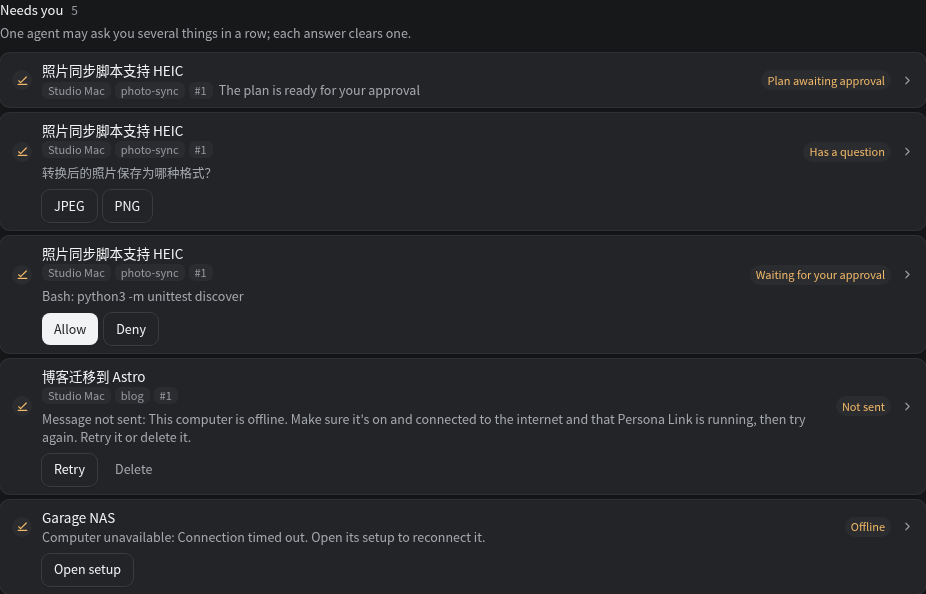 Needs you 5
One agent may ask you several things in a row; each answer clears one.
照片同步脚本支持 HEIC
Studio Mac photo-sync #1 The plan is ready for your approval
Plan awaiting approval
照片同步脚本支持 HEIC
Studio Mac photo-sync #1
Has a question
转换后的照片保存为哪种格式？
JPEG PNG
照片同步脚本支持 HEIC
Studio Mac photo-sync #1
Waiting for your approval
Bash: python3 -m unittest discover
Allow Deny
博客迁移到 Astro
Studio Mac blog #1
Not sent
Message not sent: This computer is offline. Make sure it's on and connected to the internet and that Persona Link is running, then try
again. Retry it or delete it.
Retry Delete
Garage NAS
Offline
Computer unavailable: Connection timed out. Open its setup to reconnect it.
Open setup